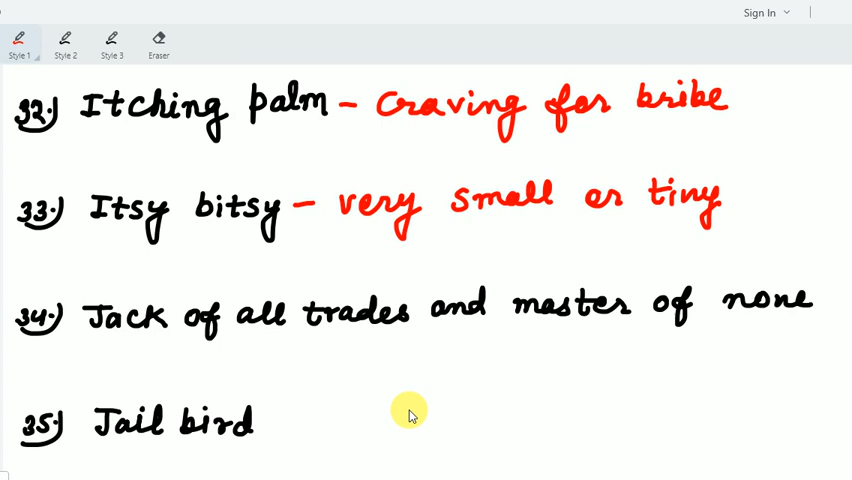 Sign In
Style 1
Style 2
Style 3
Eraser
32.) Itching palm - Craving for bribe
33.) Itsy bitsy - very small or tiny
34.) Jack of all trades and master of none
35.) Jail bird